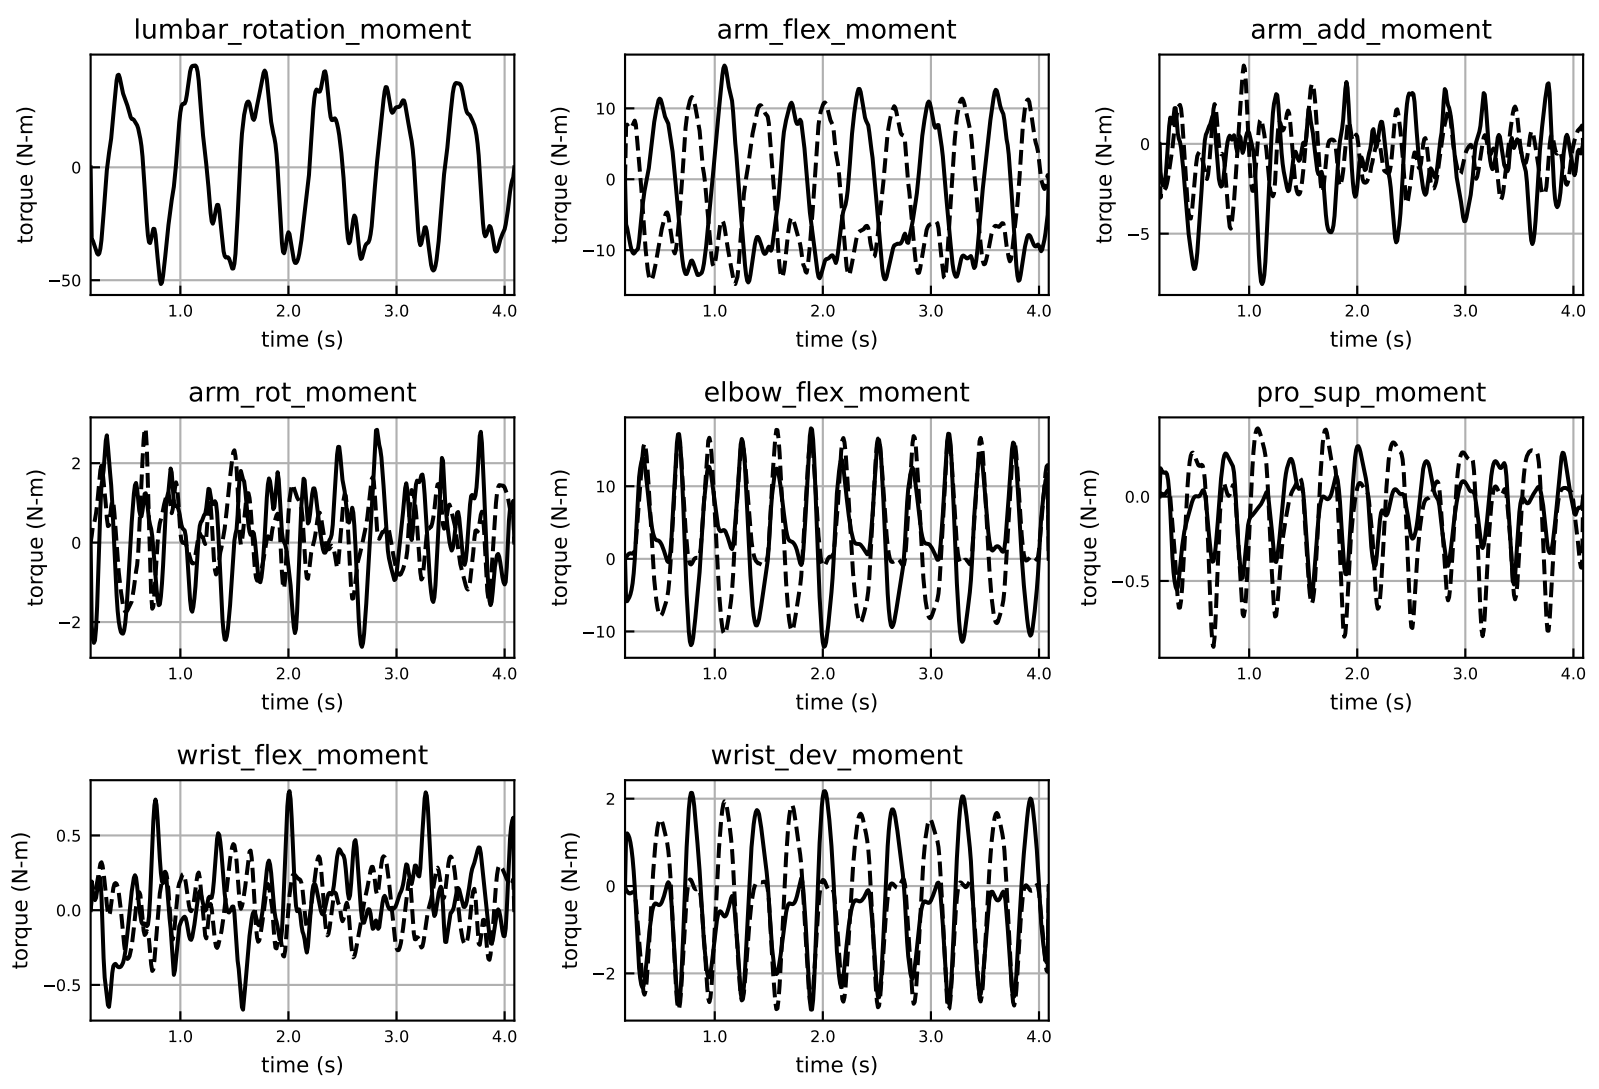 lumbar_rotation_moment
torque (N-m)
0
−50
1.0 2.0 3.0 4.0
time (s)
arm_flex_moment
torque (N-m)
10
0
−10
1.0 2.0 3.0 4.0
time (s)
arm_add_moment
torque (N-m)
0
−5
1.0 2.0 3.0 4.0
time (s)
arm_rot_moment
torque (N-m)
2
0
−2
1.0 2.0 3.0 4.0
time (s)
elbow_flex_moment
torque (N-m)
10
0
−10
1.0 2.0 3.0 4.0
time (s)
pro_sup_moment
torque (N-m)
0.0
−0.5
1.0 2.0 3.0 4.0
time (s)
wrist_flex_moment
torque (N-m)
0.5
0.0
−0.5
1.0 2.0 3.0 4.0
time (s)
wrist_dev_moment
torque (N-m)
2
0
−2
1.0 2.0 3.0 4.0
time (s)